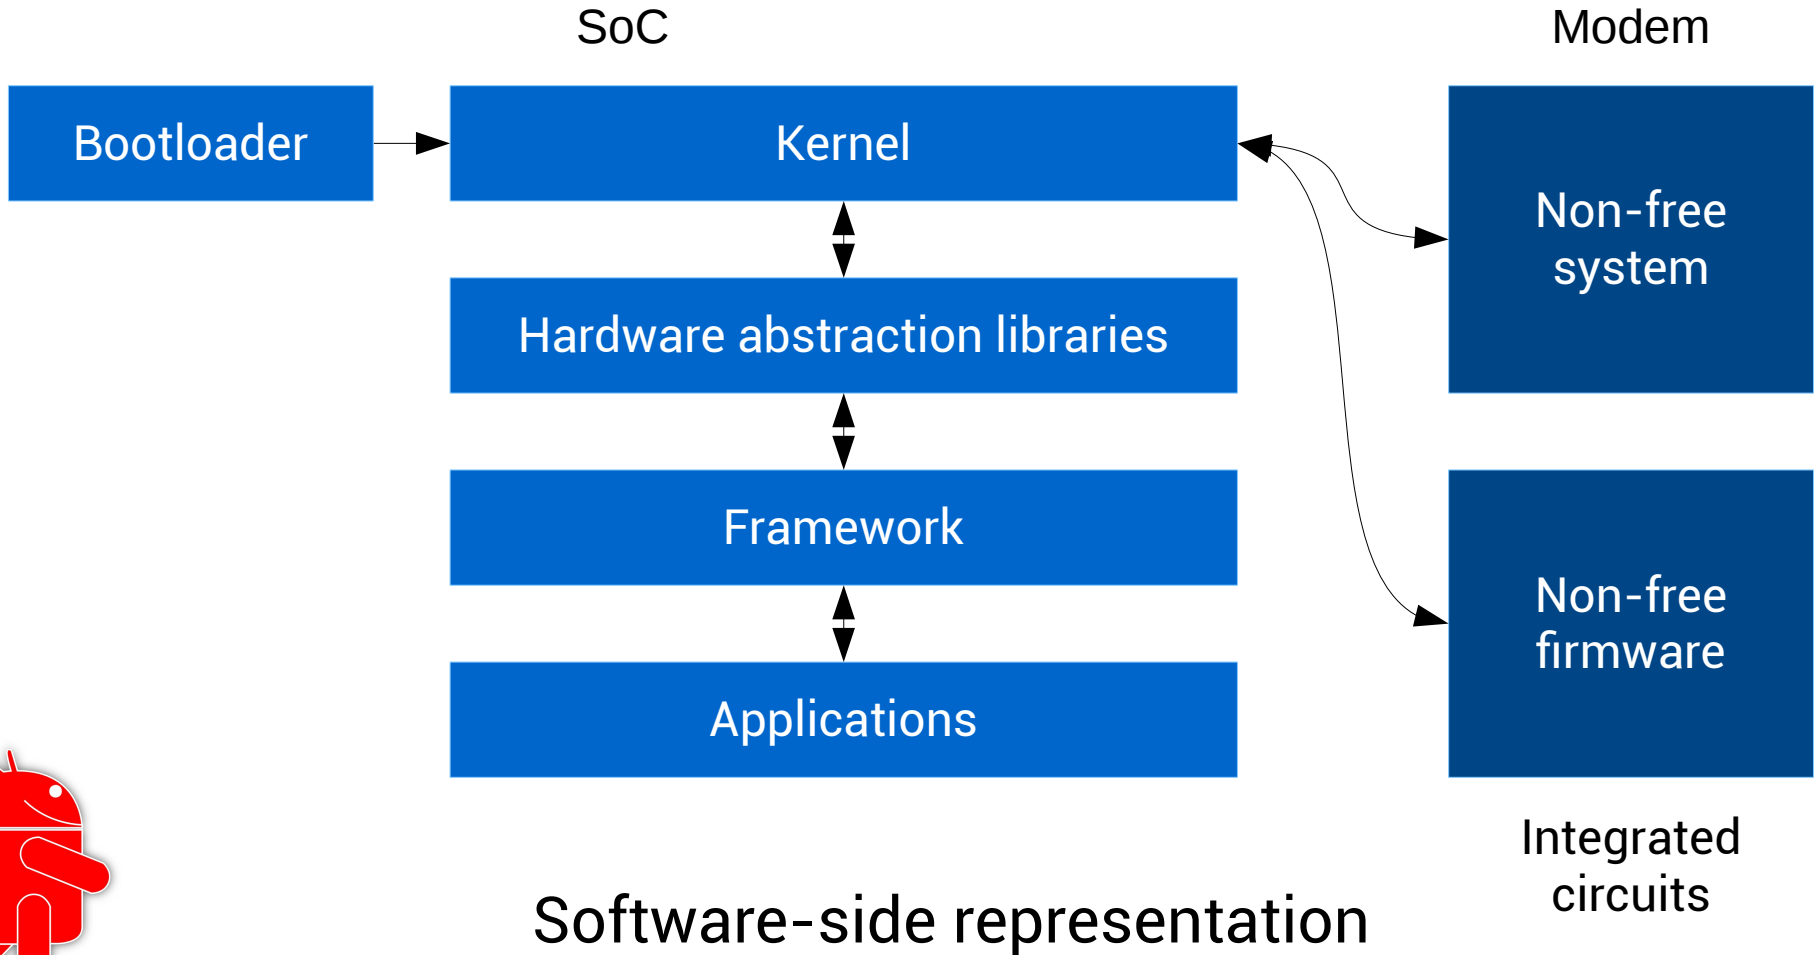 SoC
Modem
Bootloader
Kernel
Non-free
system
Hardware abstraction libraries
Framework
Non-free
firmware
Applications
Integrated
circuits
Software-side representation